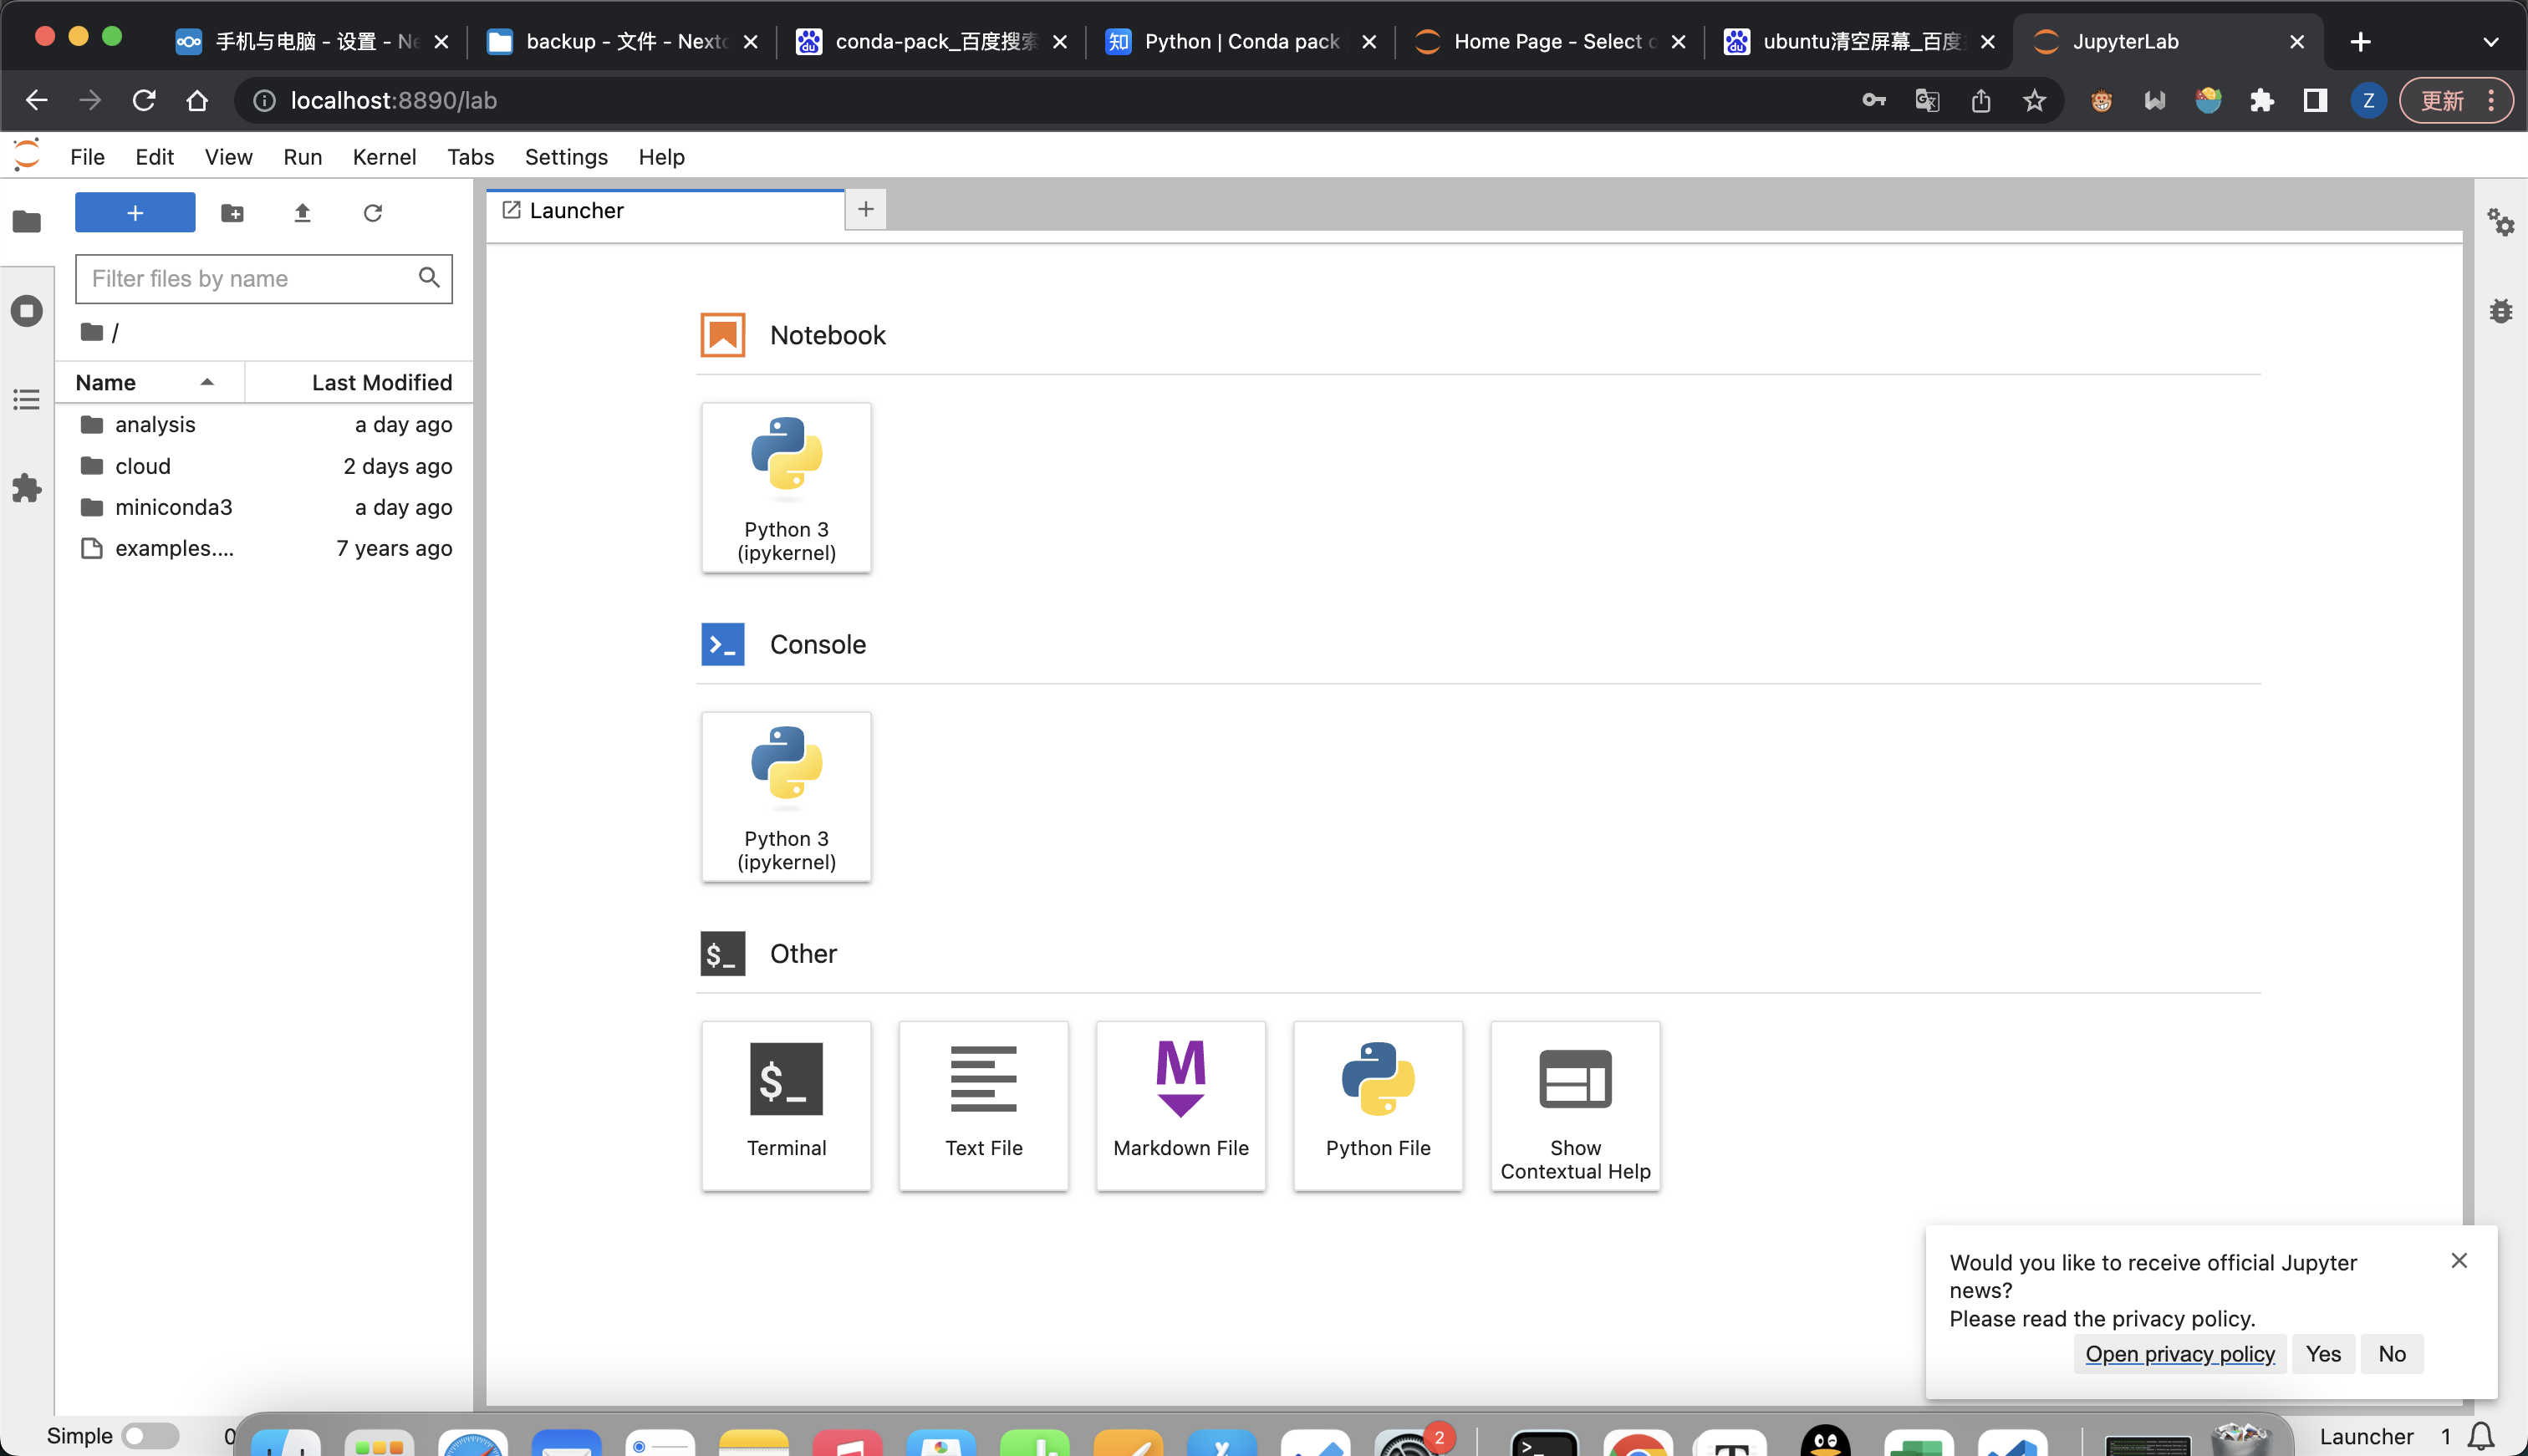 手机与电脑 - 设置 - Ne
backup - 文件 - Nextc
conda-pack_百度搜索
知 Python | Conda pack
Home Page - Select
ubuntu清空屏幕_百度
JupyterLab
localhost:8890/lab
Z
更新
File Edit View Run Kernel Tabs Settings Help
Launcher
Filter files by name
/
Name Last Modified
analysis a day ago
cloud 2 days ago
miniconda3 a day ago
examples.... 7 years ago
Notebook
Python 3
(ipykernel)
Console
Python 3
(ipykernel)
$_ Other
$_
Terminal
Text File
M
Markdown File
Python File
Show
Contextual Help
Would you like to receive official Jupyter
news?
Please read the privacy policy.
Open privacy policy Yes No
Simple 0
2
Launcher 1